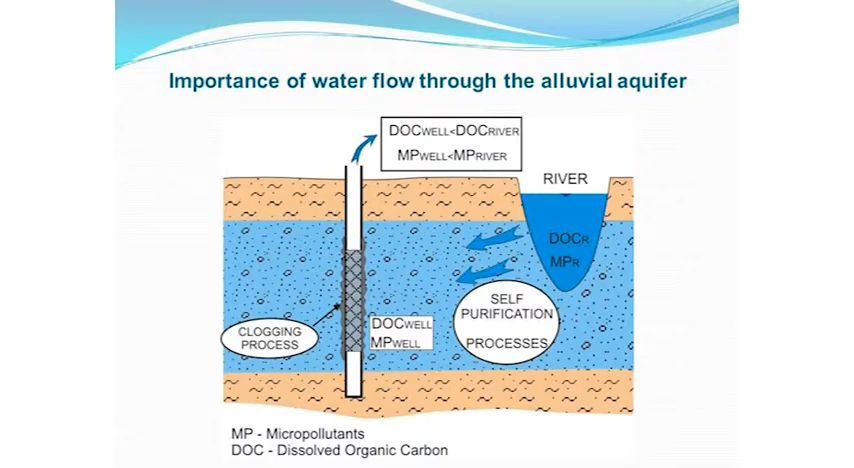 Importance of water flow through the alluvial aquifer
DOCWELL<DOCRIVER
MPWELL<MPRIVER
RIVER
DOCR
MPR
SELF
PURIFICATION
PROCESSES
CLOGGING
PROCESS
DOCWELL
MPWELL
MP - Micropollutants
DOC - Dissolved Organic Carbon